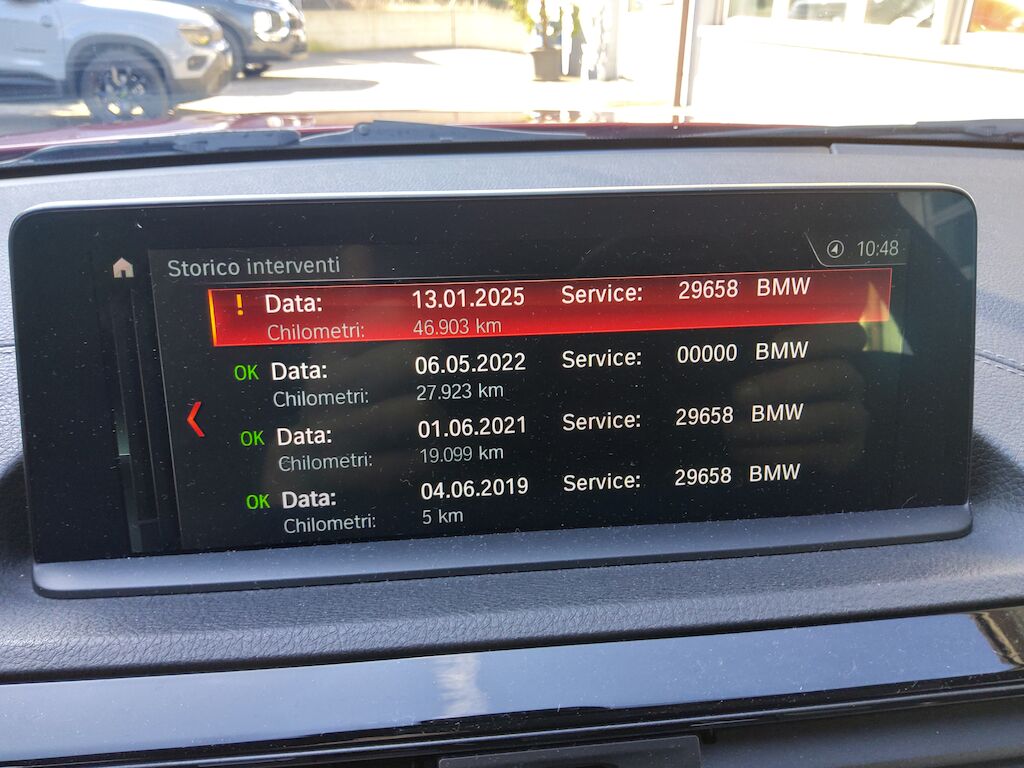 10:48
Storico interventi
! Data: 13.01.2025 Service: 29658 BMW
Chilometri: 46.903 km
OK Data: 06.05.2022 Service: 00000 BMW
Chilometri: 27.923 km
OK Data: 01.06.2021 Service: 29658 BMW
Chilometri: 19.099 km
OK Data: 04.06.2019 Service: 29658 BMW
Chilometri: 5 km